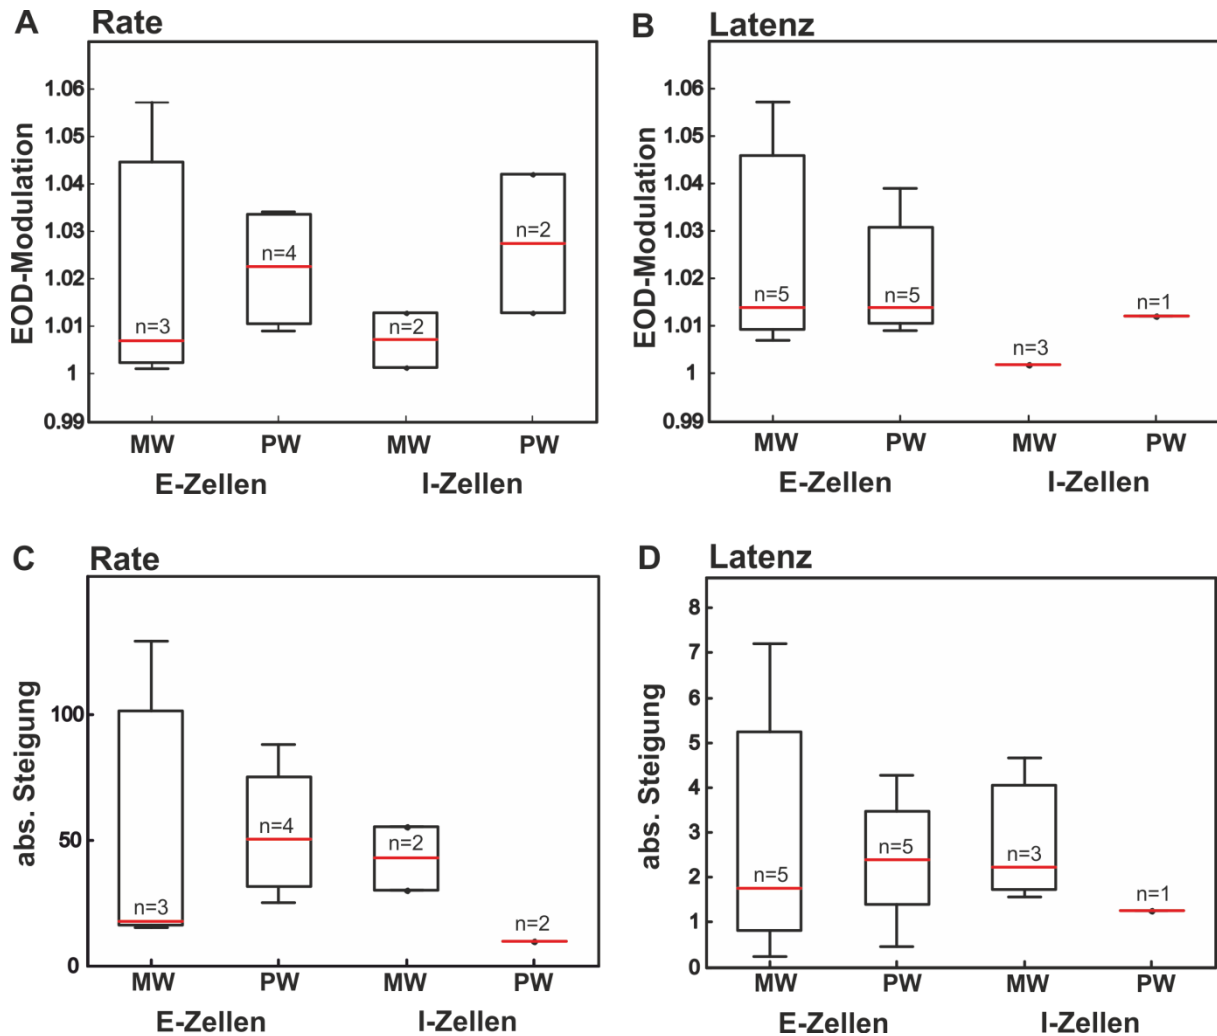 A Rate
EOD-Modulation
1.06
1.05
1.04
1.03
1.02
1.01
1
0.99
n=3
n=4
n=2
n=2
MW PW MW PW
E-Zellen I-Zellen
B Latenz
EOD-Modulation
1.06
1.05
1.04
1.03
1.02
1.01
1
0.99
n=5
n=5
n=3
n=1
MW PW MW PW
E-Zellen I-Zellen
C Rate
abs. Steigung
100
50
0
n=3
n=4
n=2
n=2
MW PW MW PW
E-Zellen I-Zellen
D Latenz
abs. Steigung
8
7
6
5
4
3
2
1
0
n=5
n=5
n=3
n=1
MW PW MW PW
E-Zellen I-Zellen